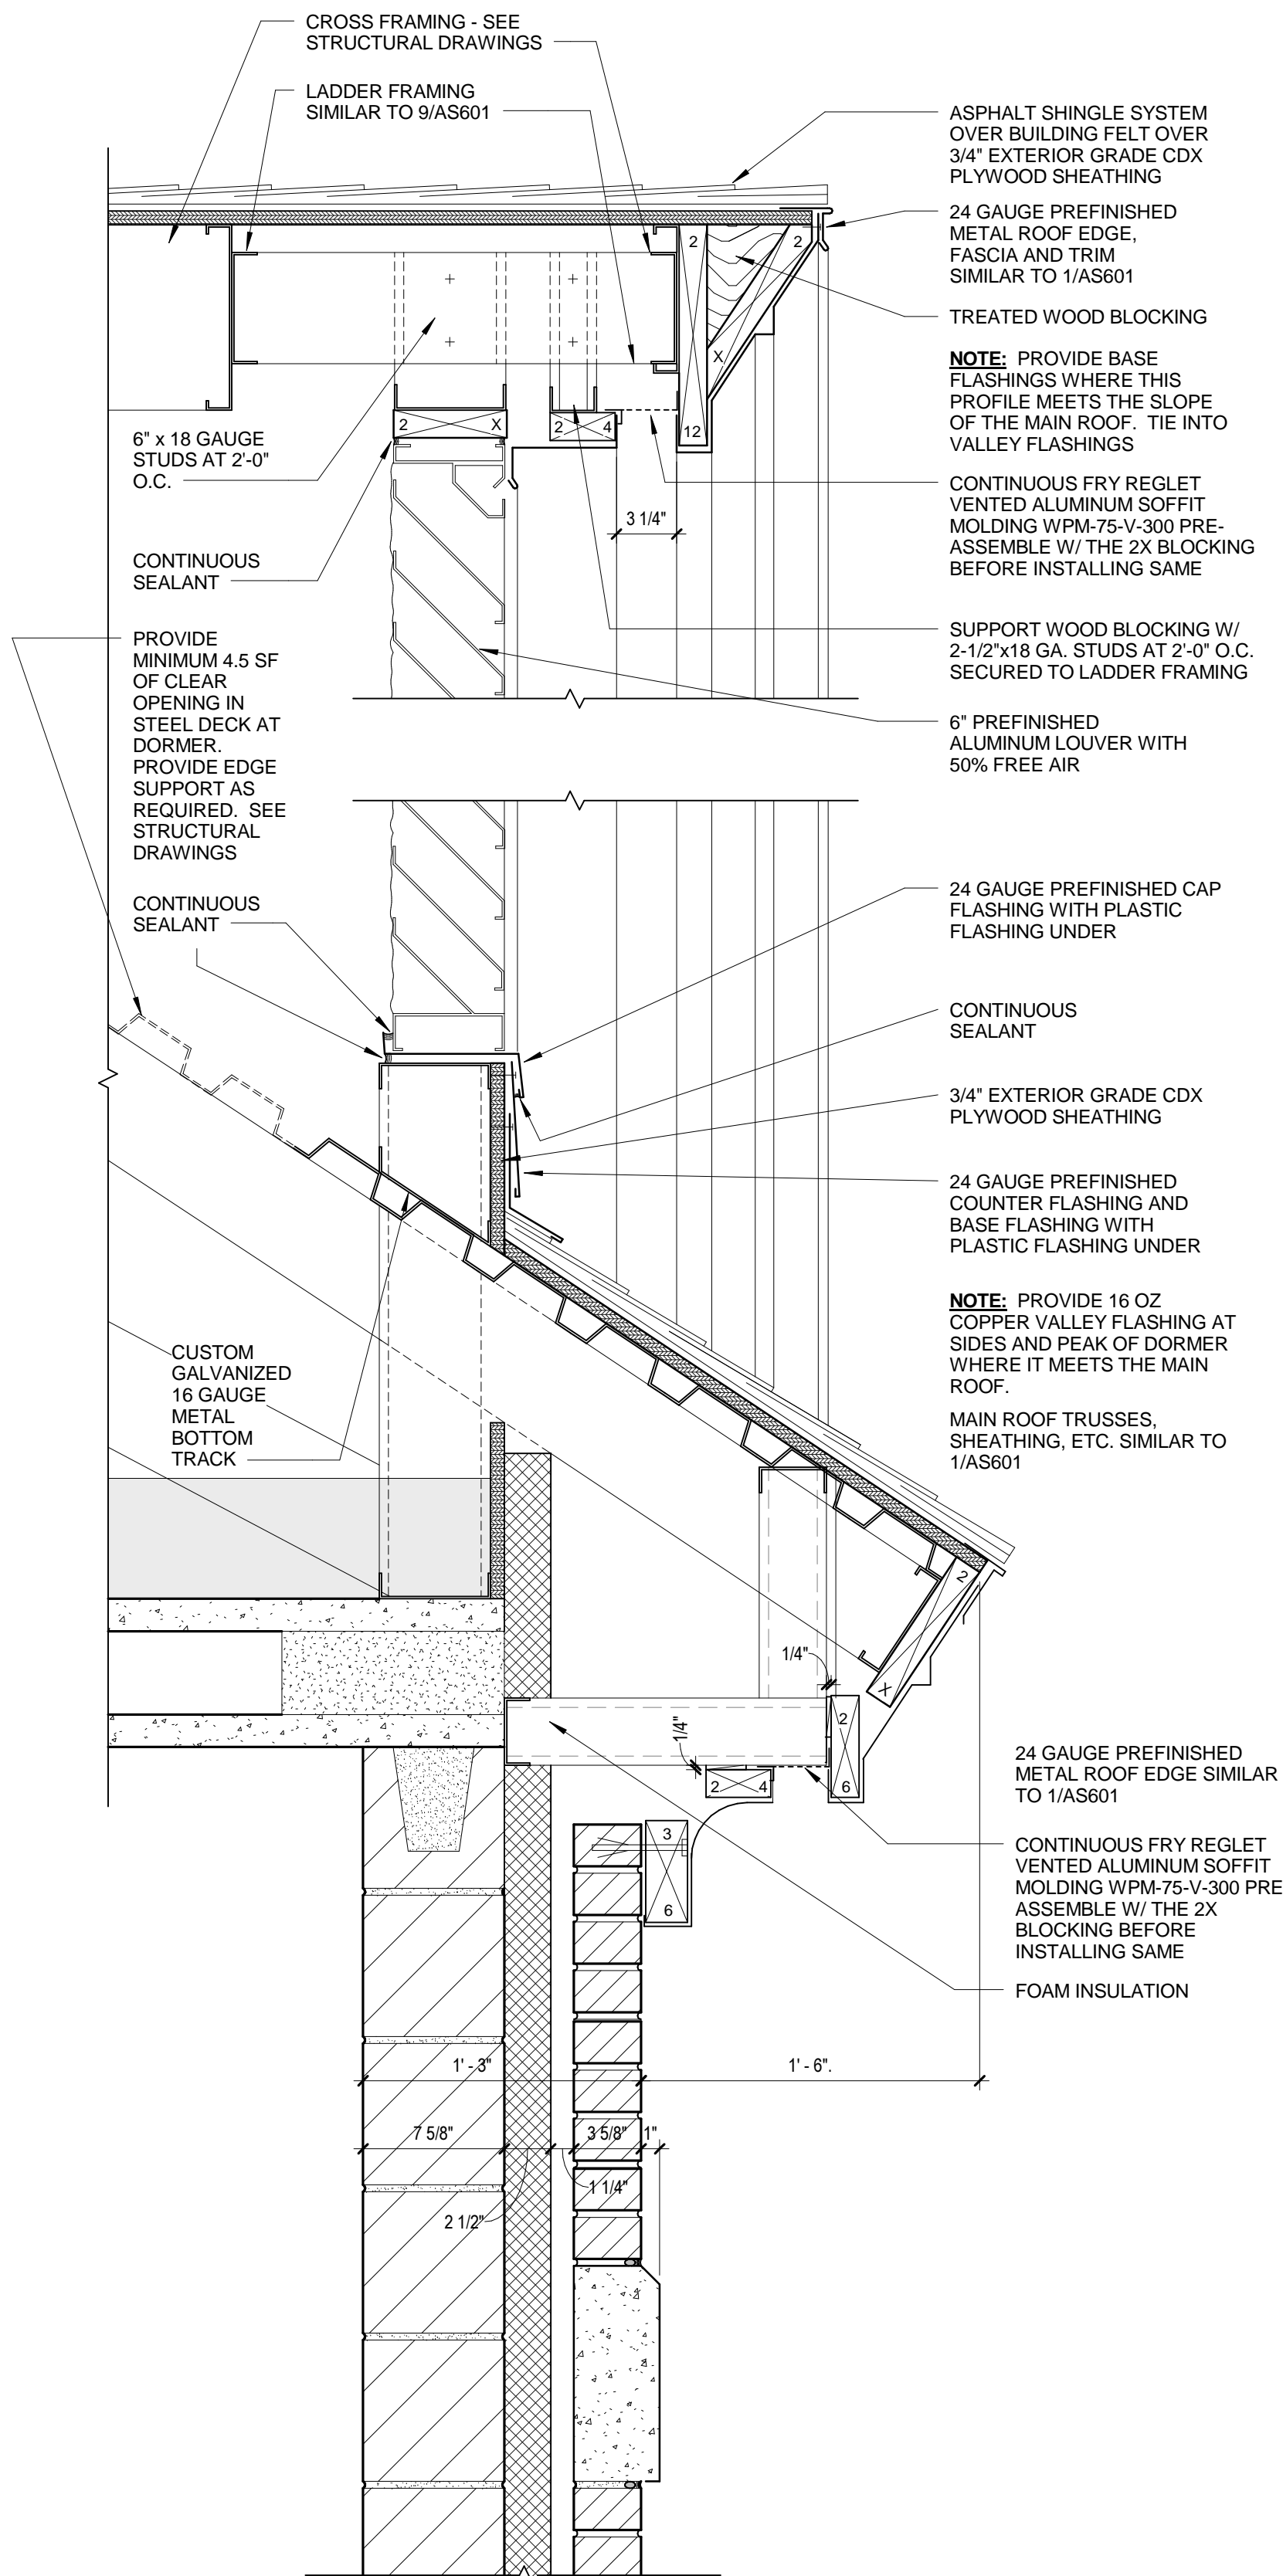 CROSS FRAMING - SEE
STRUCTURAL DRAWINGS
LADDER FRAMING
SIMILAR TO 9/AS601
ASPHALT SHINGLE SYSTEM
OVER BUILDING FELT OVER
3/4" EXTERIOR GRADE CDX
PLYWOOD SHEATHING
24 GAUGE PREFINISHED
METAL ROOF EDGE,
FASCIA AND TRIM
SIMILAR TO 1/AS601
TREATED WOOD BLOCKING
NOTE: PROVIDE BASE
FLASHINGS WHERE THIS
PROFILE MEETS THE SLOPE
OF THE MAIN ROOF. TIE INTO
VALLEY FLASHINGS
2
2
X
12
2 X
2 4
6" x 18 GAUGE
STUDS AT 2'-0"
O.C.
CONTINUOUS FRY REGLET
VENTED ALUMINUM SOFFIT
MOLDING WPM-75-V-300 PRE-
ASSEMBLE W/ THE 2X BLOCKING
BEFORE INSTALLING SAME
3 1/4"
CONTINUOUS
SEALANT
SUPPORT WOOD BLOCKING W/
2-1/2"x18 GA. STUDS AT 2'-0" O.C.
SECURED TO LADDER FRAMING
PROVIDE
MINIMUM 4.5 SF
OF CLEAR
OPENING IN
STEEL DECK AT
DORMER.
PROVIDE EDGE
SUPPORT AS
REQUIRED. SEE
STRUCTURAL
DRAWINGS
6" PREFINISHED
ALUMINUM LOUVER WITH
50% FREE AIR
CONTINUOUS
SEALANT
24 GAUGE PREFINISHED CAP
FLASHING WITH PLASTIC
FLASHING UNDER
CONTINUOUS
SEALANT
3/4" EXTERIOR GRADE CDX
PLYWOOD SHEATHING
24 GAUGE PREFINISHED
COUNTER FLASHING AND
BASE FLASHING WITH
PLASTIC FLASHING UNDER
NOTE: PROVIDE 16 OZ
COPPER VALLEY FLASHING AT
SIDES AND PEAK OF DORMER
WHERE IT MEETS THE MAIN
ROOF.
MAIN ROOF TRUSSES,
SHEATHING, ETC. SIMILAR TO
1/AS601
CUSTOM
GALVANIZED
16 GAUGE
METAL
BOTTOM
TRACK
2
X
1/4"
1/4"
2
6
2 4
3
6
24 GAUGE PREFINISHED
METAL ROOF EDGE SIMILAR
TO 1/AS601
CONTINUOUS FRY REGLET
VENTED ALUMINUM SOFFIT
MOLDING WPM-75-V-300 PRE
ASSEMBLE W/ THE 2X
BLOCKING BEFORE
INSTALLING SAME
FOAM INSULATION
1' - 3"
1' - 6".
7 5/8"
3 5/8"
1"
1 1/4"
2 1/2"